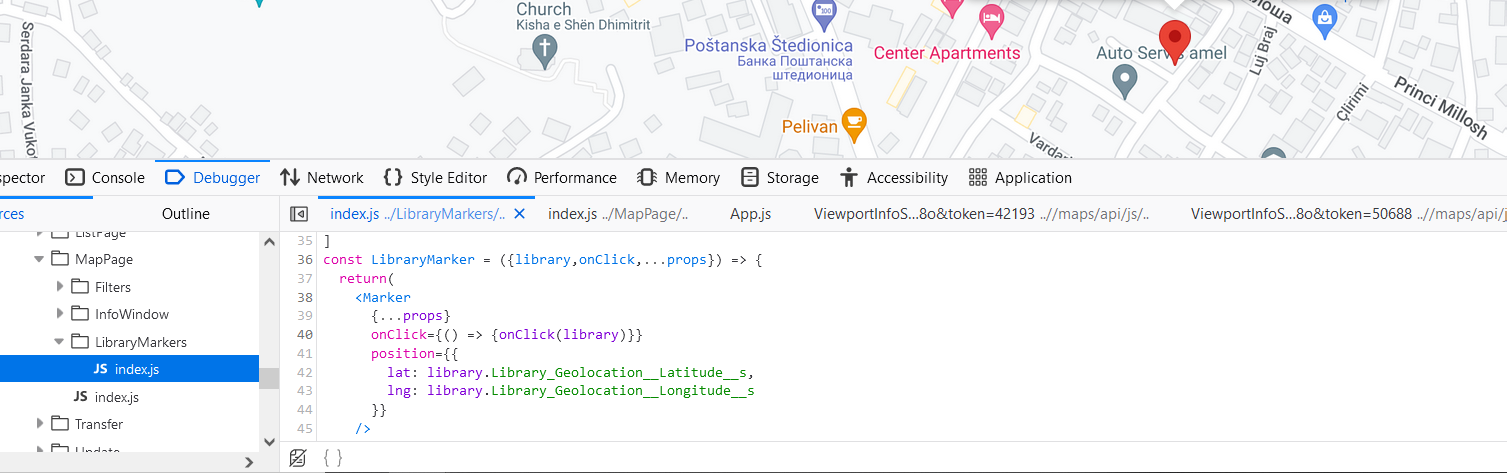 Church
Kisha e Shën Dhimitrit
Serdara Janka Vukot
Poštanska Štedionica
Банка Поштанска
штедионица
Center Apartments
Auto Servis amel
Luj Braj
Çlirimi
Princi Millosh
Pelivan
Vardar
spector
Console
Debugger
Network
Style Editor
Performance
Memory
Storage
Accessibility
Application
rces
Outline
index.js ../LibraryMarkers/..
index.js ../MapPage/..
App.js
ViewportInfoS...8o&token=42193 ..//maps/api/js/..
ViewportInfoS...8o&token=50688 ..//maps/api/j
ListPage
MapPage
Filters
InfoWindow
LibraryMarkers
JS index.js
JS index.js
Transfer
Update
35 ]
36 const LibraryMarker = ({library,onClick,...props}) => {
37 return(
38 <Marker
39 {...props}
40 onClick={() => {onClick(library)}}
41 position={{
42 lat: library.Library_Geolocation__Latitude__s,
43 lng: library.Library_Geolocation__Longitude__s
44 }}
45 />
{ }